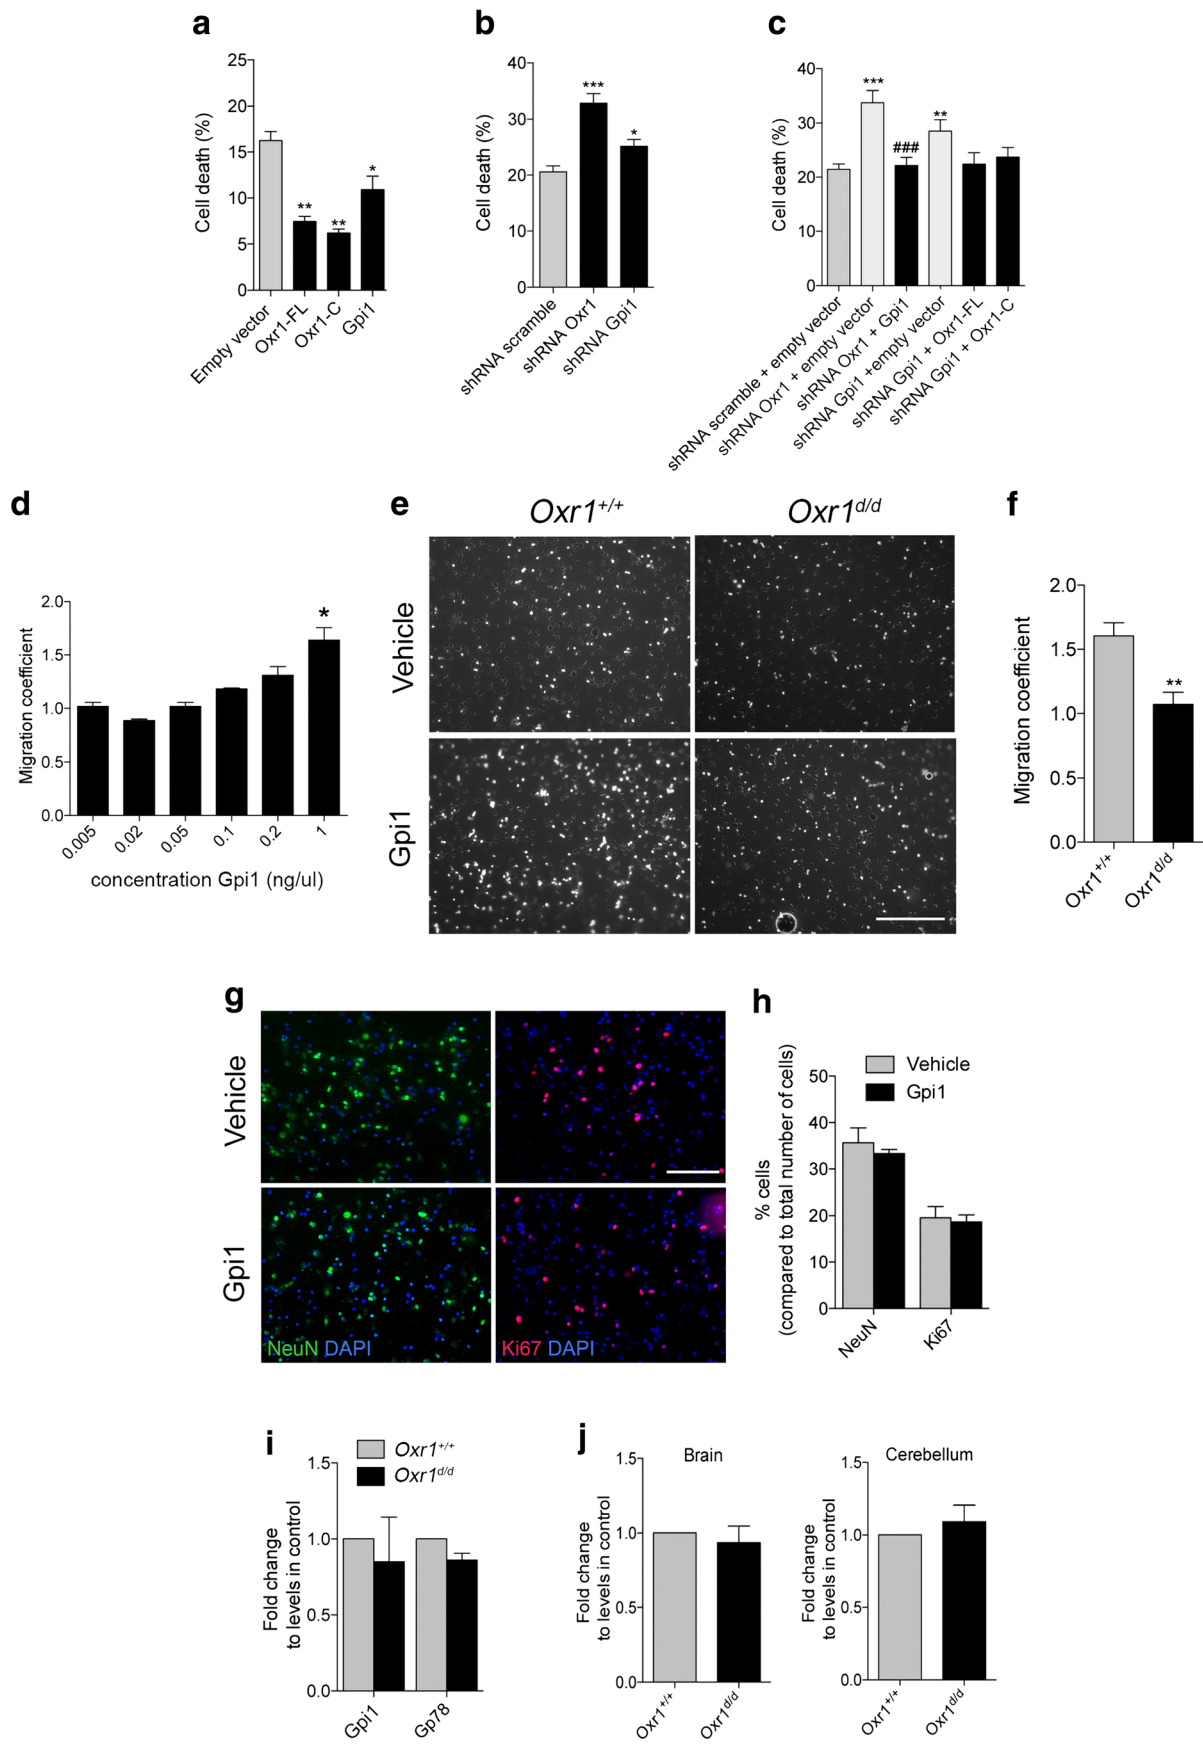 a
25
20
15
10
5
0
Cell death (%)
**
**
*
Empty vector
Oxr1-FL
Oxr1-C
Gpi1
b
40
30
20
10
0
Cell death (%)
***
*
shRNA scramble
shRNA Oxr1
shRNA Gpi1
c
40
30
20
10
0
Cell death (%)
***
###
**
shRNA scramble + empty vector
shRNA Oxr1 + empty vector
shRNA Oxr1 + Gpi1
shRNA Gpi1 +empty vector
shRNA Gpi1 + Oxr1-FL
shRNA Gpi1 + Oxr1-C
d
2.0
1.5
1.0
0.5
0.0
Migration coefficient
*
0.005
0.02
0.05
0.1
0.2
1
concentration Gpi1 (ng/ul)
e
Oxr1+/+
Oxr1d/d
Vehicle
Gpi1
f
2.0
1.5
1.0
0.5
0.0
Migration coefficient
**
Oxr1+/+
Oxr1d/d
g
Vehicle
Gpi1
NeuN DAPI
Ki67 DAPI
h
Vehicle
Gpi1
50
40
30
20
10
0
% cells
(compared to total number of cells)
NeuN
Ki67
i
Oxr1+/+
Oxr1d/d
1.5
1.0
0.5
0.0
Fold change
to levels in control
Gpi1
Gp78
j
Brain
1.5
1.0
0.5
0.0
Fold change
to levels in control
Oxr1+/+
Oxr1d/d
Cerebellum
1.5
1.0
0.5
0.0
Fold change
to levels in control
Oxr1+/+
Oxr1d/d